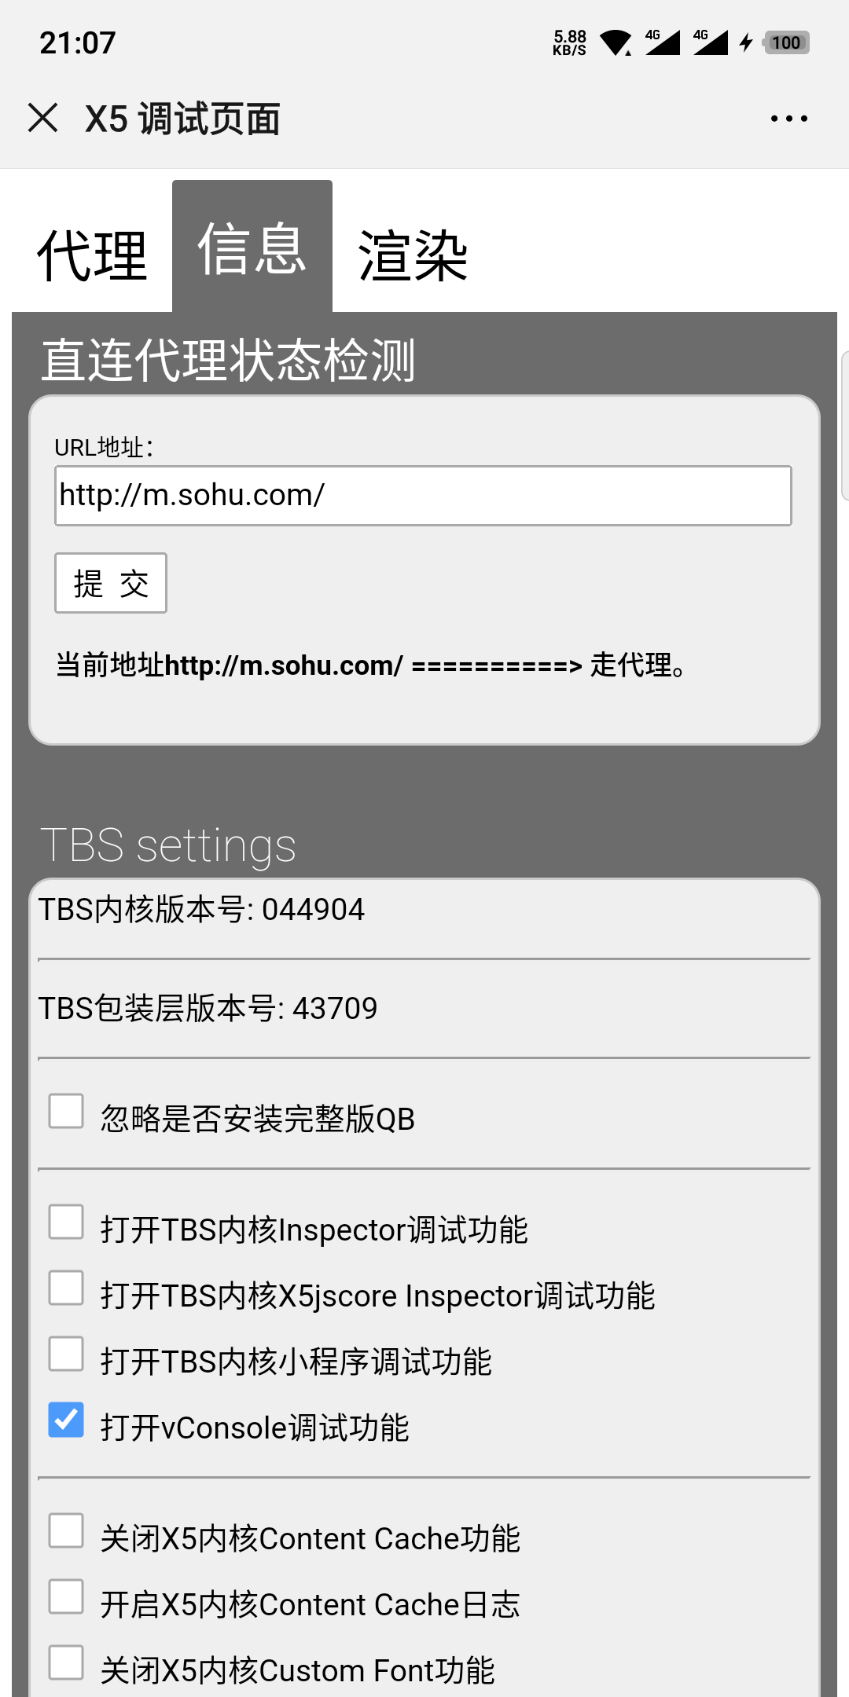 21:07
5.88 KB/S
4G
4G
100
X5 调试页面
代理 信息 渲染
直连代理状态检测
URL地址：
http://m.sohu.com/
提 交
当前地址http://m.sohu.com/ ==========> 走代理。
TBS settings
TBS内核版本号: 044904
TBS包装层版本号: 43709
忽略是否安装完整版QB
打开TBS内核Inspector调试功能
打开TBS内核X5jscore Inspector调试功能
打开TBS内核小程序调试功能
打开vConsole调试功能
关闭X5内核Content Cache功能
开启X5内核Content Cache日志
关闭X5内核Custom Font功能